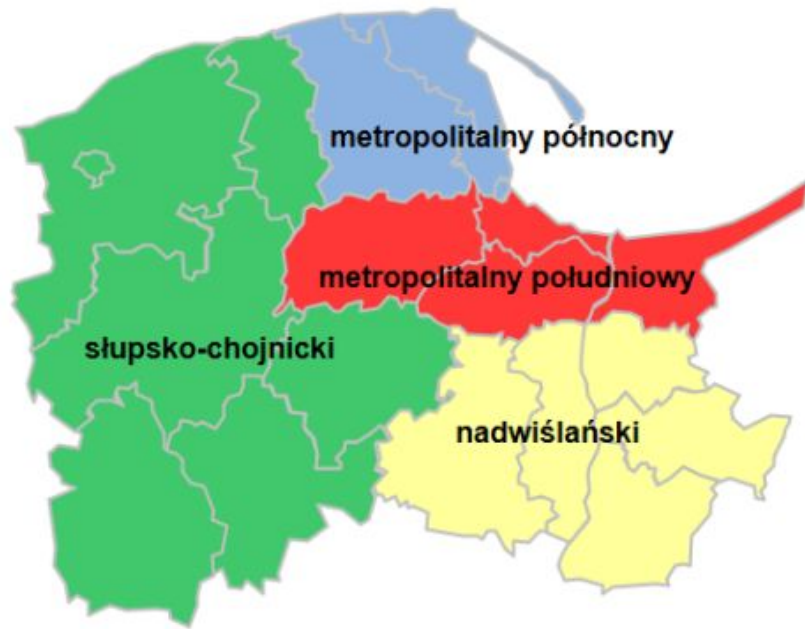 metropolitalny północny
metropolitalny południowy
słupsko-chojnicki
nadwiślański